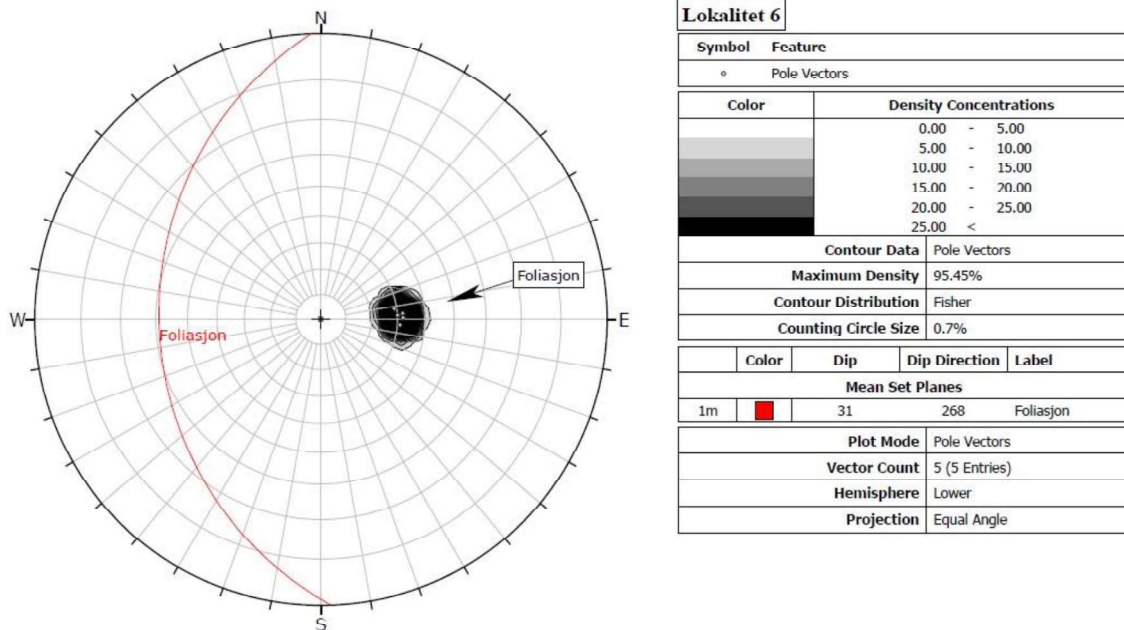 N
W
E
S
Foliasjon
Foliasjon
Lokalitet 6
Symbol Feature
Pole Vectors
Color Density Concentrations
0.00 - 5.00
5.00 - 10.00
10.00 - 15.00
15.00 - 20.00
20.00 - 25.00
25.00 <
Contour Data Pole Vectors
Maximum Density 95.45%
Contour Distribution Fisher
Counting Circle Size 0.7%
Color Dip Dip Direction Label
Mean Set Planes
1m 31 268 Foliasjon
Plot Mode Pole Vectors
Vector Count 5 (5 Entries)
Hemisphere Lower
Projection Equal Angle